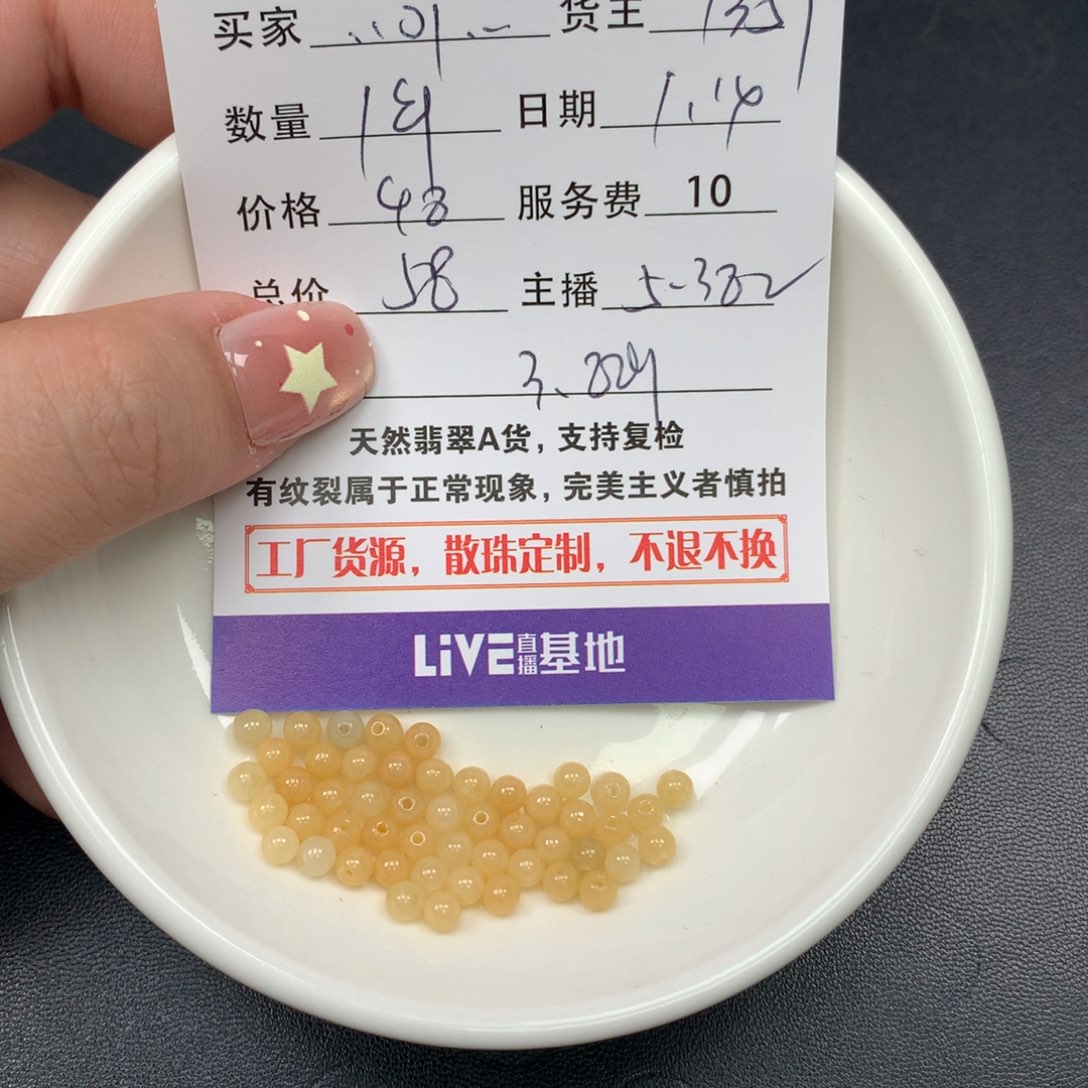 买家 货主
数量 日期 1.14
价格 48 服务费 10
总价 58 主播
天然翡翠A货，支持复检
有纹裂属于正常现象，完美主义者慎拍
工厂货源，散珠定制，不退不换
LiVE直播基地